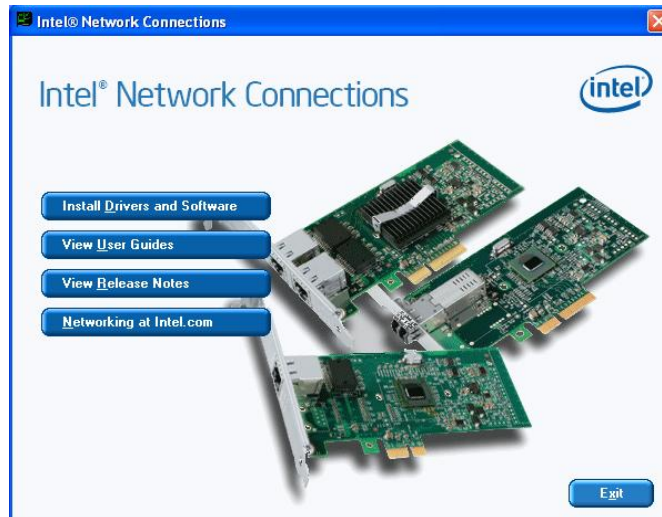 Intel® Network Connections
Intel® Network Connections
intel
Install Drivers and Software
View User Guides
View Release Notes
Networking at Intel.com
Exit